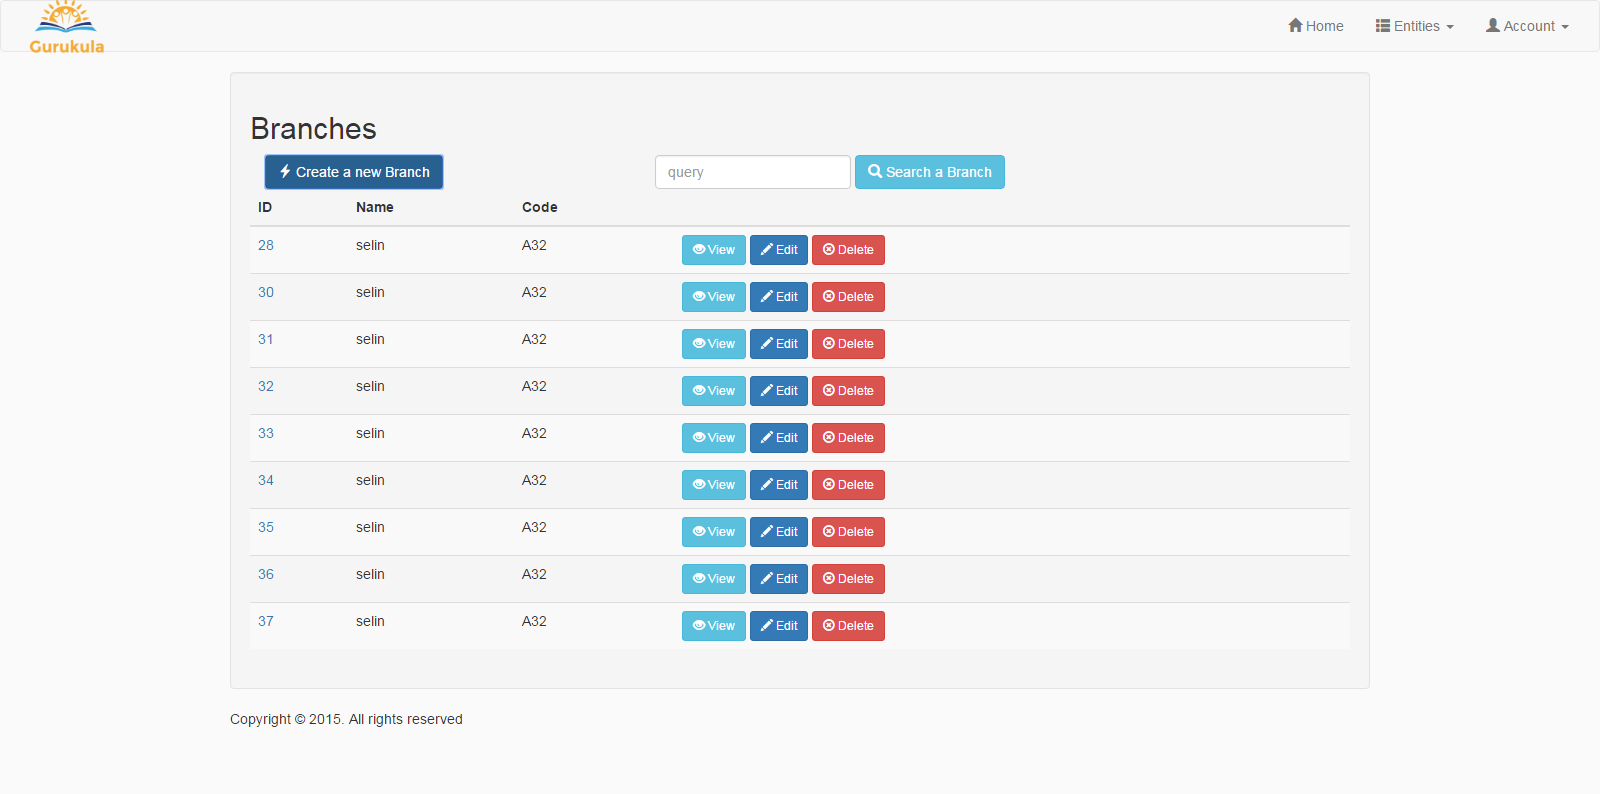 Gurukula
Home Entities Account
Branches
Create a new Branch query Search a Branch
ID Name Code
28 selin A32 View Edit Delete
30 selin A32 View Edit Delete
31 selin A32 View Edit Delete
32 selin A32 View Edit Delete
33 selin A32 View Edit Delete
34 selin A32 View Edit Delete
35 selin A32 View Edit Delete
36 selin A32 View Edit Delete
37 selin A32 View Edit Delete
Copyright © 2015. All rights reserved